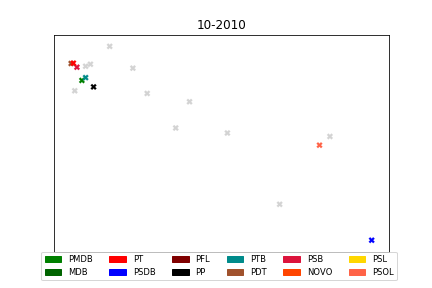 10-2010
PMDB PT PFL PTB PSB PSL
MDB PSDB PP PDT NOVO PSOL